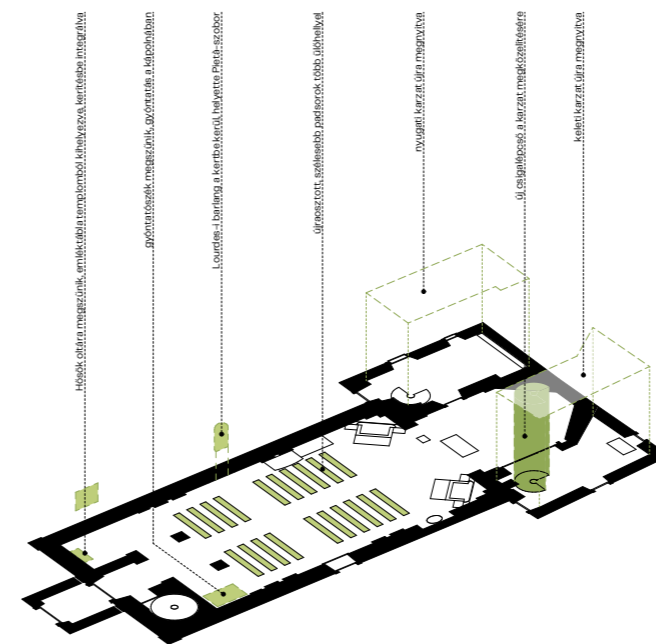 Hősök oltára megszűnik, emléktábla templomból kihelyezve, kerítésbe integrálva
gyóntatószék megszűnik, gyóntatás a kápolnában
Lourdes-i barlang a kertbe kerül, helyette Pietà-szobor
újraosztott, szélesebb padsorok több ülőhellyel
nyugati karzat újra megnyitva
új csigalépcső a karzat megközelítésére
keleti karzat újra megnyitva